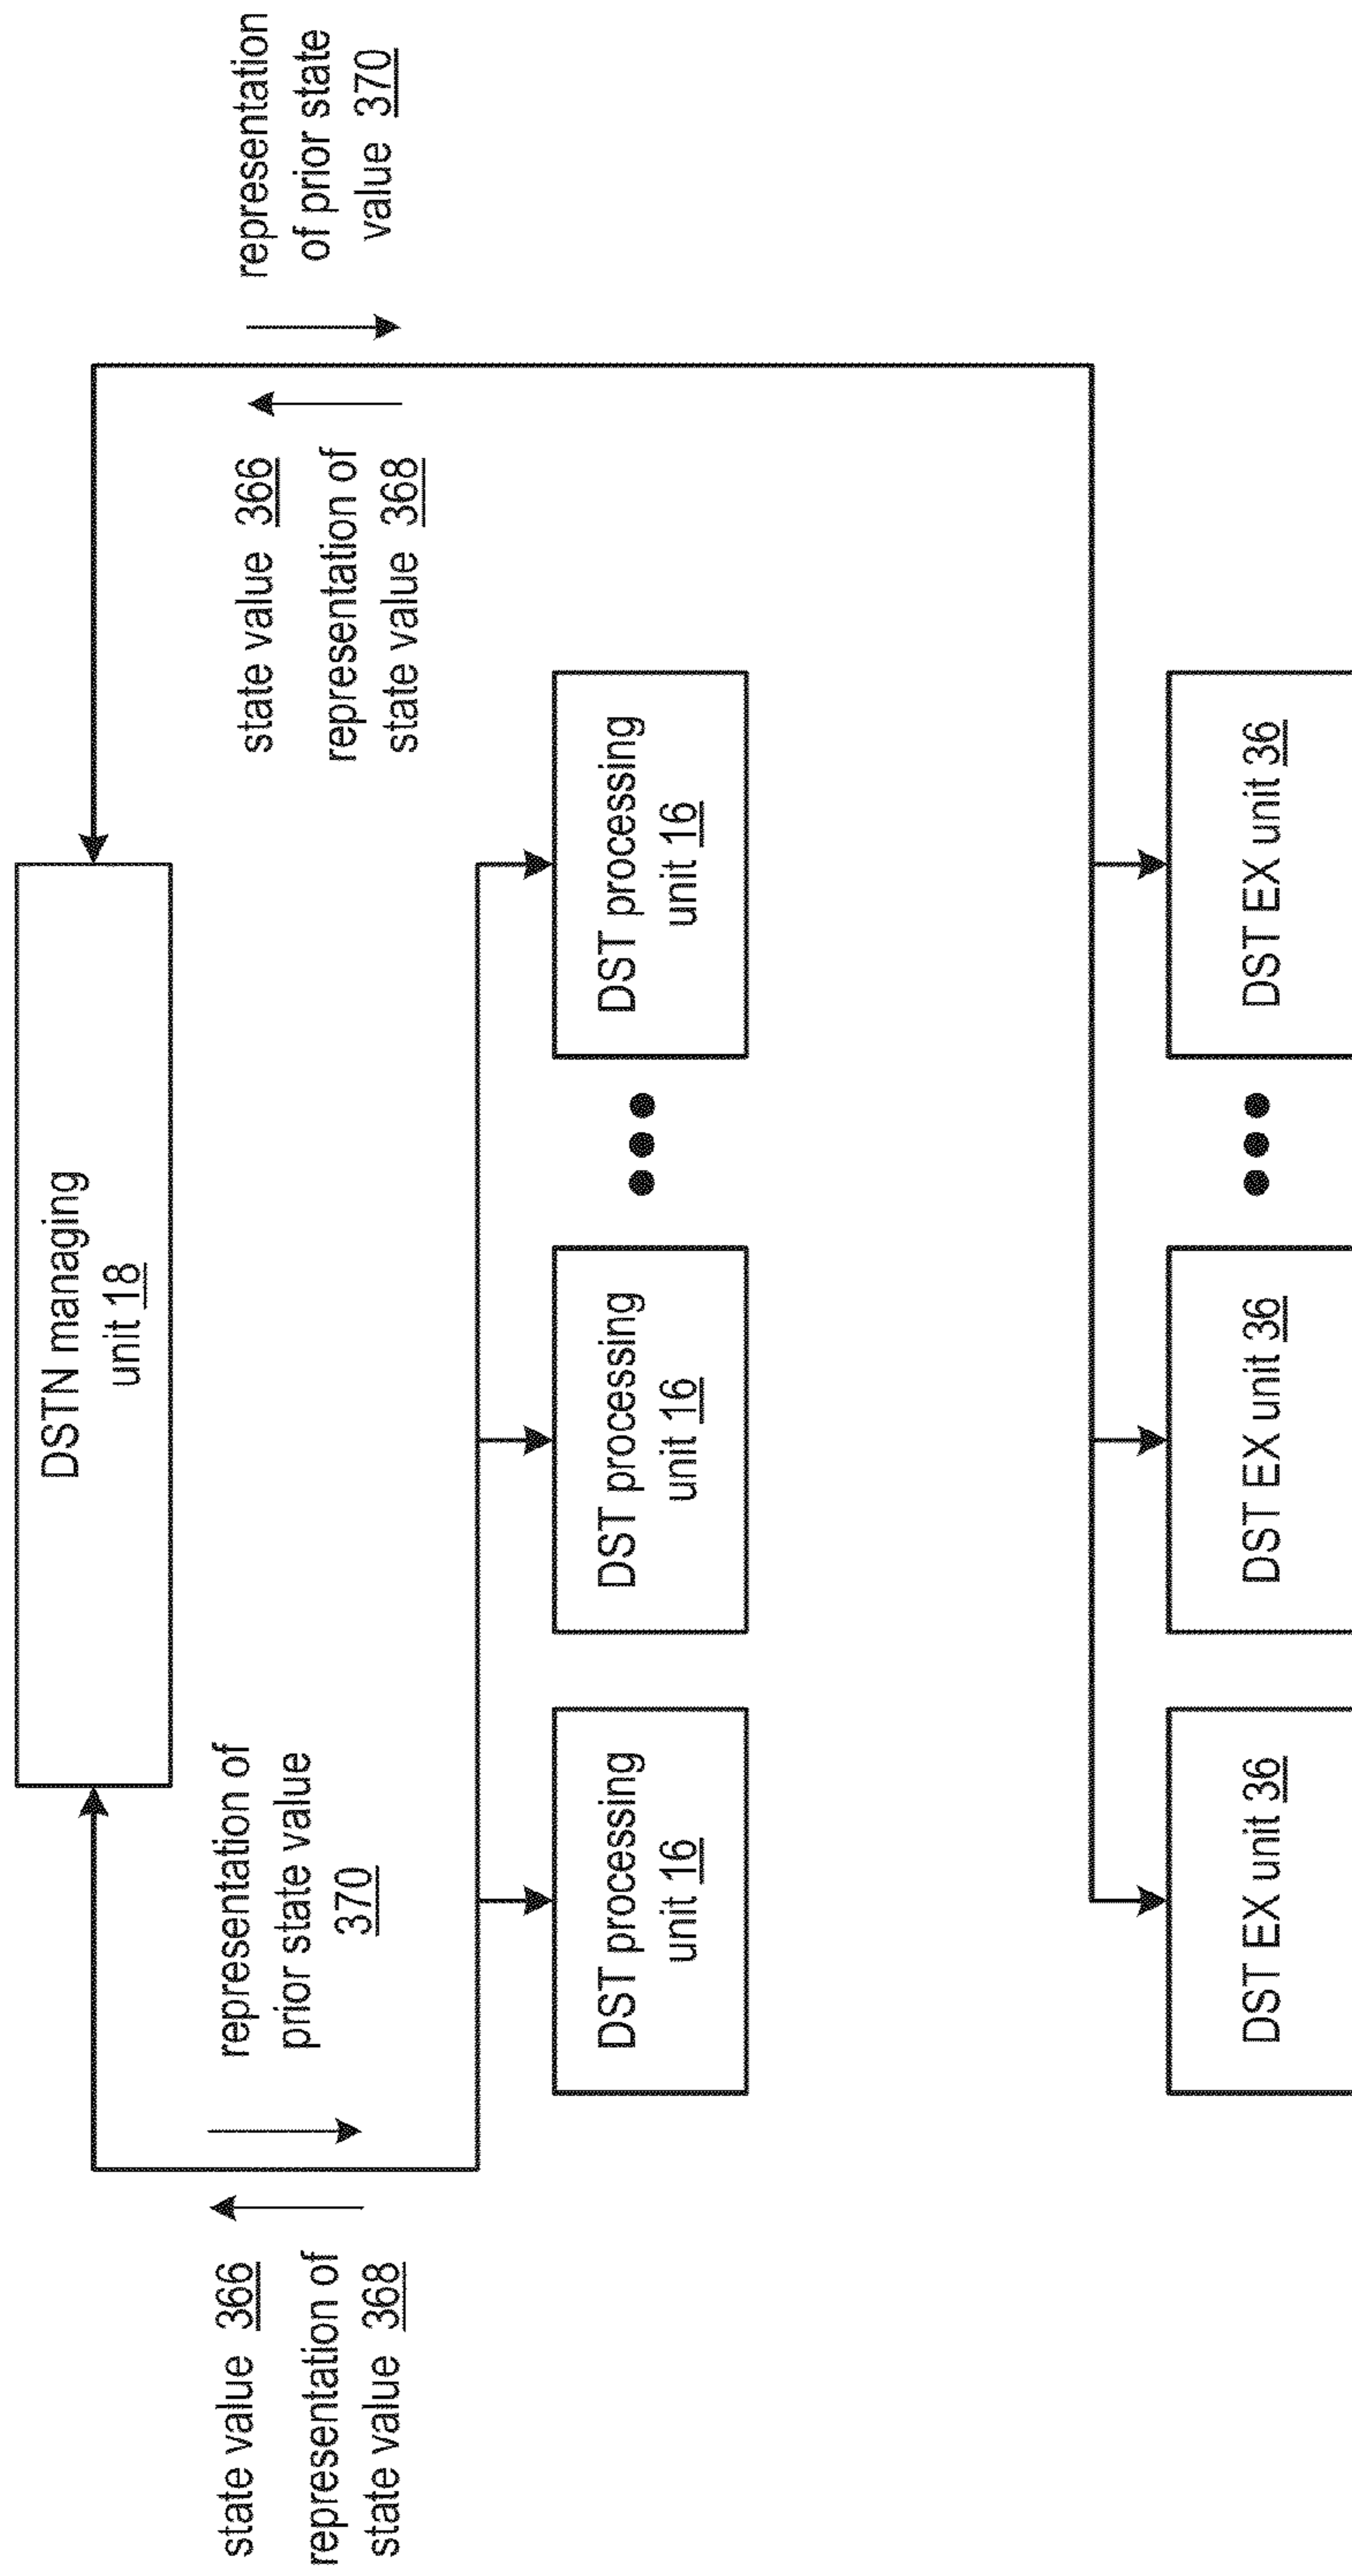 DSTN managing
unit 18
state value 366
representation of
state value 368
representation of
prior state value
370
state value 366
representation of
state value 368
representation
of prior state
value 370
DST processing
unit 16
DST processing
unit 16
DST processing
unit 16
DST EX unit 36
DST EX unit 36
DST EX unit 36